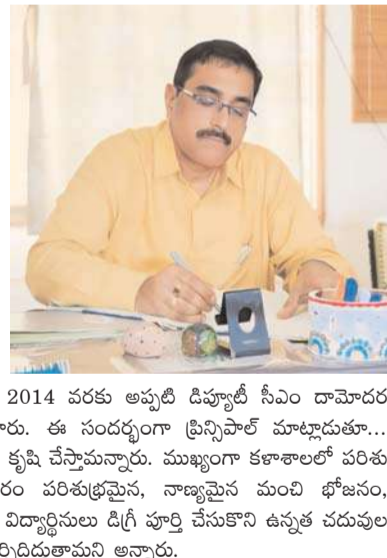 2014 వరకు అప్పటి డిప్యూటీ సీఎం దామోదర
నారు. ఈ సందర్భంగా ప్రిన్సిపాల్ మాట్లాడుతూ...
కృషి చేస్తామన్నారు. ముఖ్యంగా కళాశాలలో పరిశు
రం పరిశుభ్రమైన, నాణ్యమైన మంచి భోజనం,
విద్యార్థినులు డిగ్రీ పూర్తి చేసుకొని ఉన్నత చదువుల
ర్చిదిద్దుతామని అన్నారు.